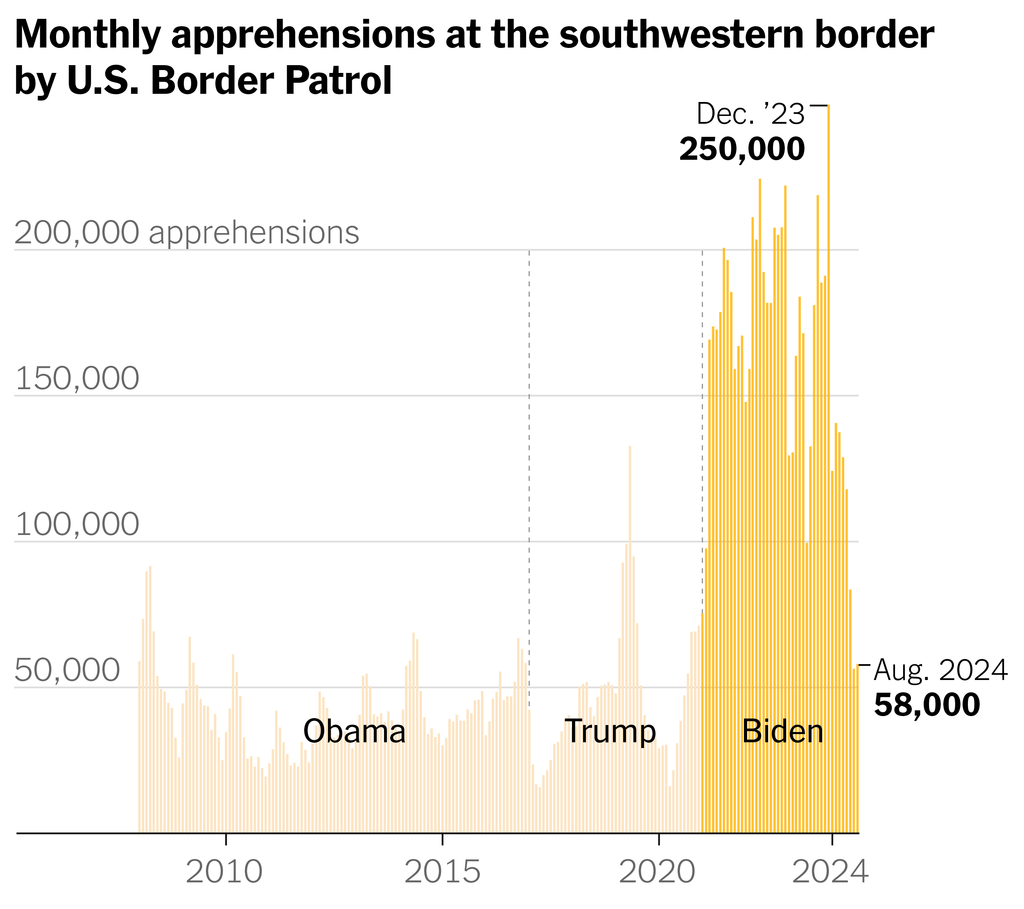 Monthly apprehensions at the southwestern border
by U.S. Border Patrol
Dec. ’23
250,000
200,000 apprehensions
150,000
100,000
50,000
Aug. 2024
58,000
Obama
Trump
Biden
2010
2015
2020
2024